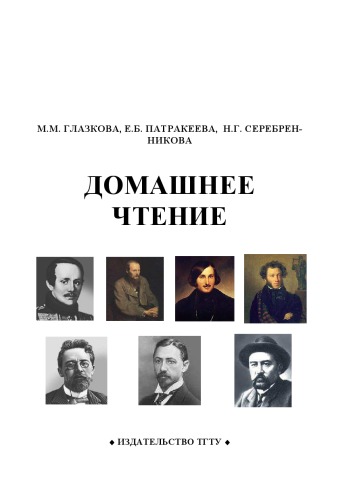 М.М. ГЛАЗКОВА, Е.Б. ПАТРАКЕЕВА, Н.Г. СЕРЕБРЕН-
НИКОВА
ДОМАШНЕЕ
ЧТЕНИЕ
♦ ИЗДАТЕЛЬСТВО ТГТУ ♦